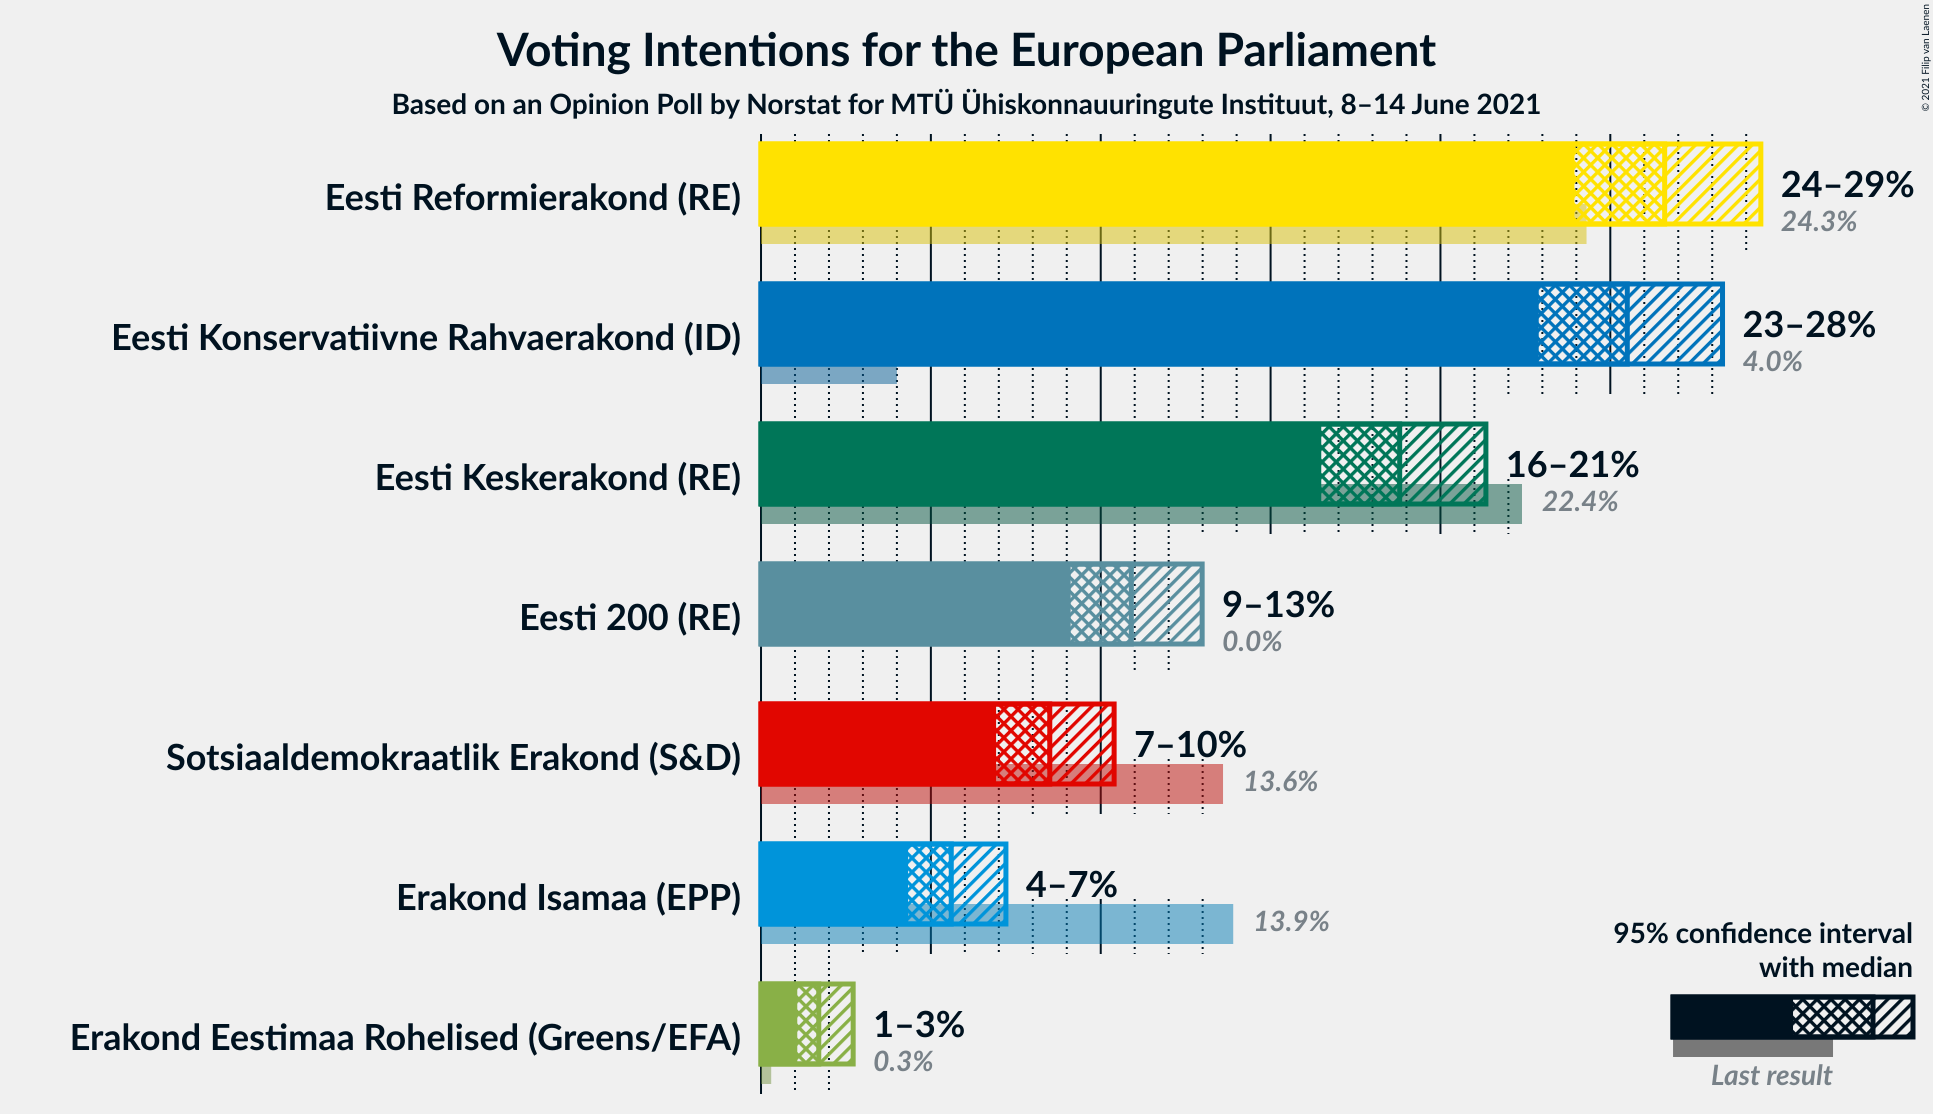 Voting Intentions for the European Parliament
Based on an Opinion Poll by Norstat for MTÜ Ühiskonnauuringute Instituut, 8–14 June 2021
© 2021 Filip van Laenen
Eesti Reformierakond (RE)
24–29%
24.3%
Eesti Konservatiivne Rahvaerakond (ID)
23–28%
4.0%
Eesti Keskerakond (RE)
16–21%
22.4%
Eesti 200 (RE)
9–13%
0.0%
Sotsiaaldemokraatlik Erakond (S&D)
7–10%
13.6%
Erakond Isamaa (EPP)
4–7%
13.9%
Erakond Eestimaa Rohelised (Greens/EFA)
1–3%
0.3%
95% confidence interval
with median
Last result